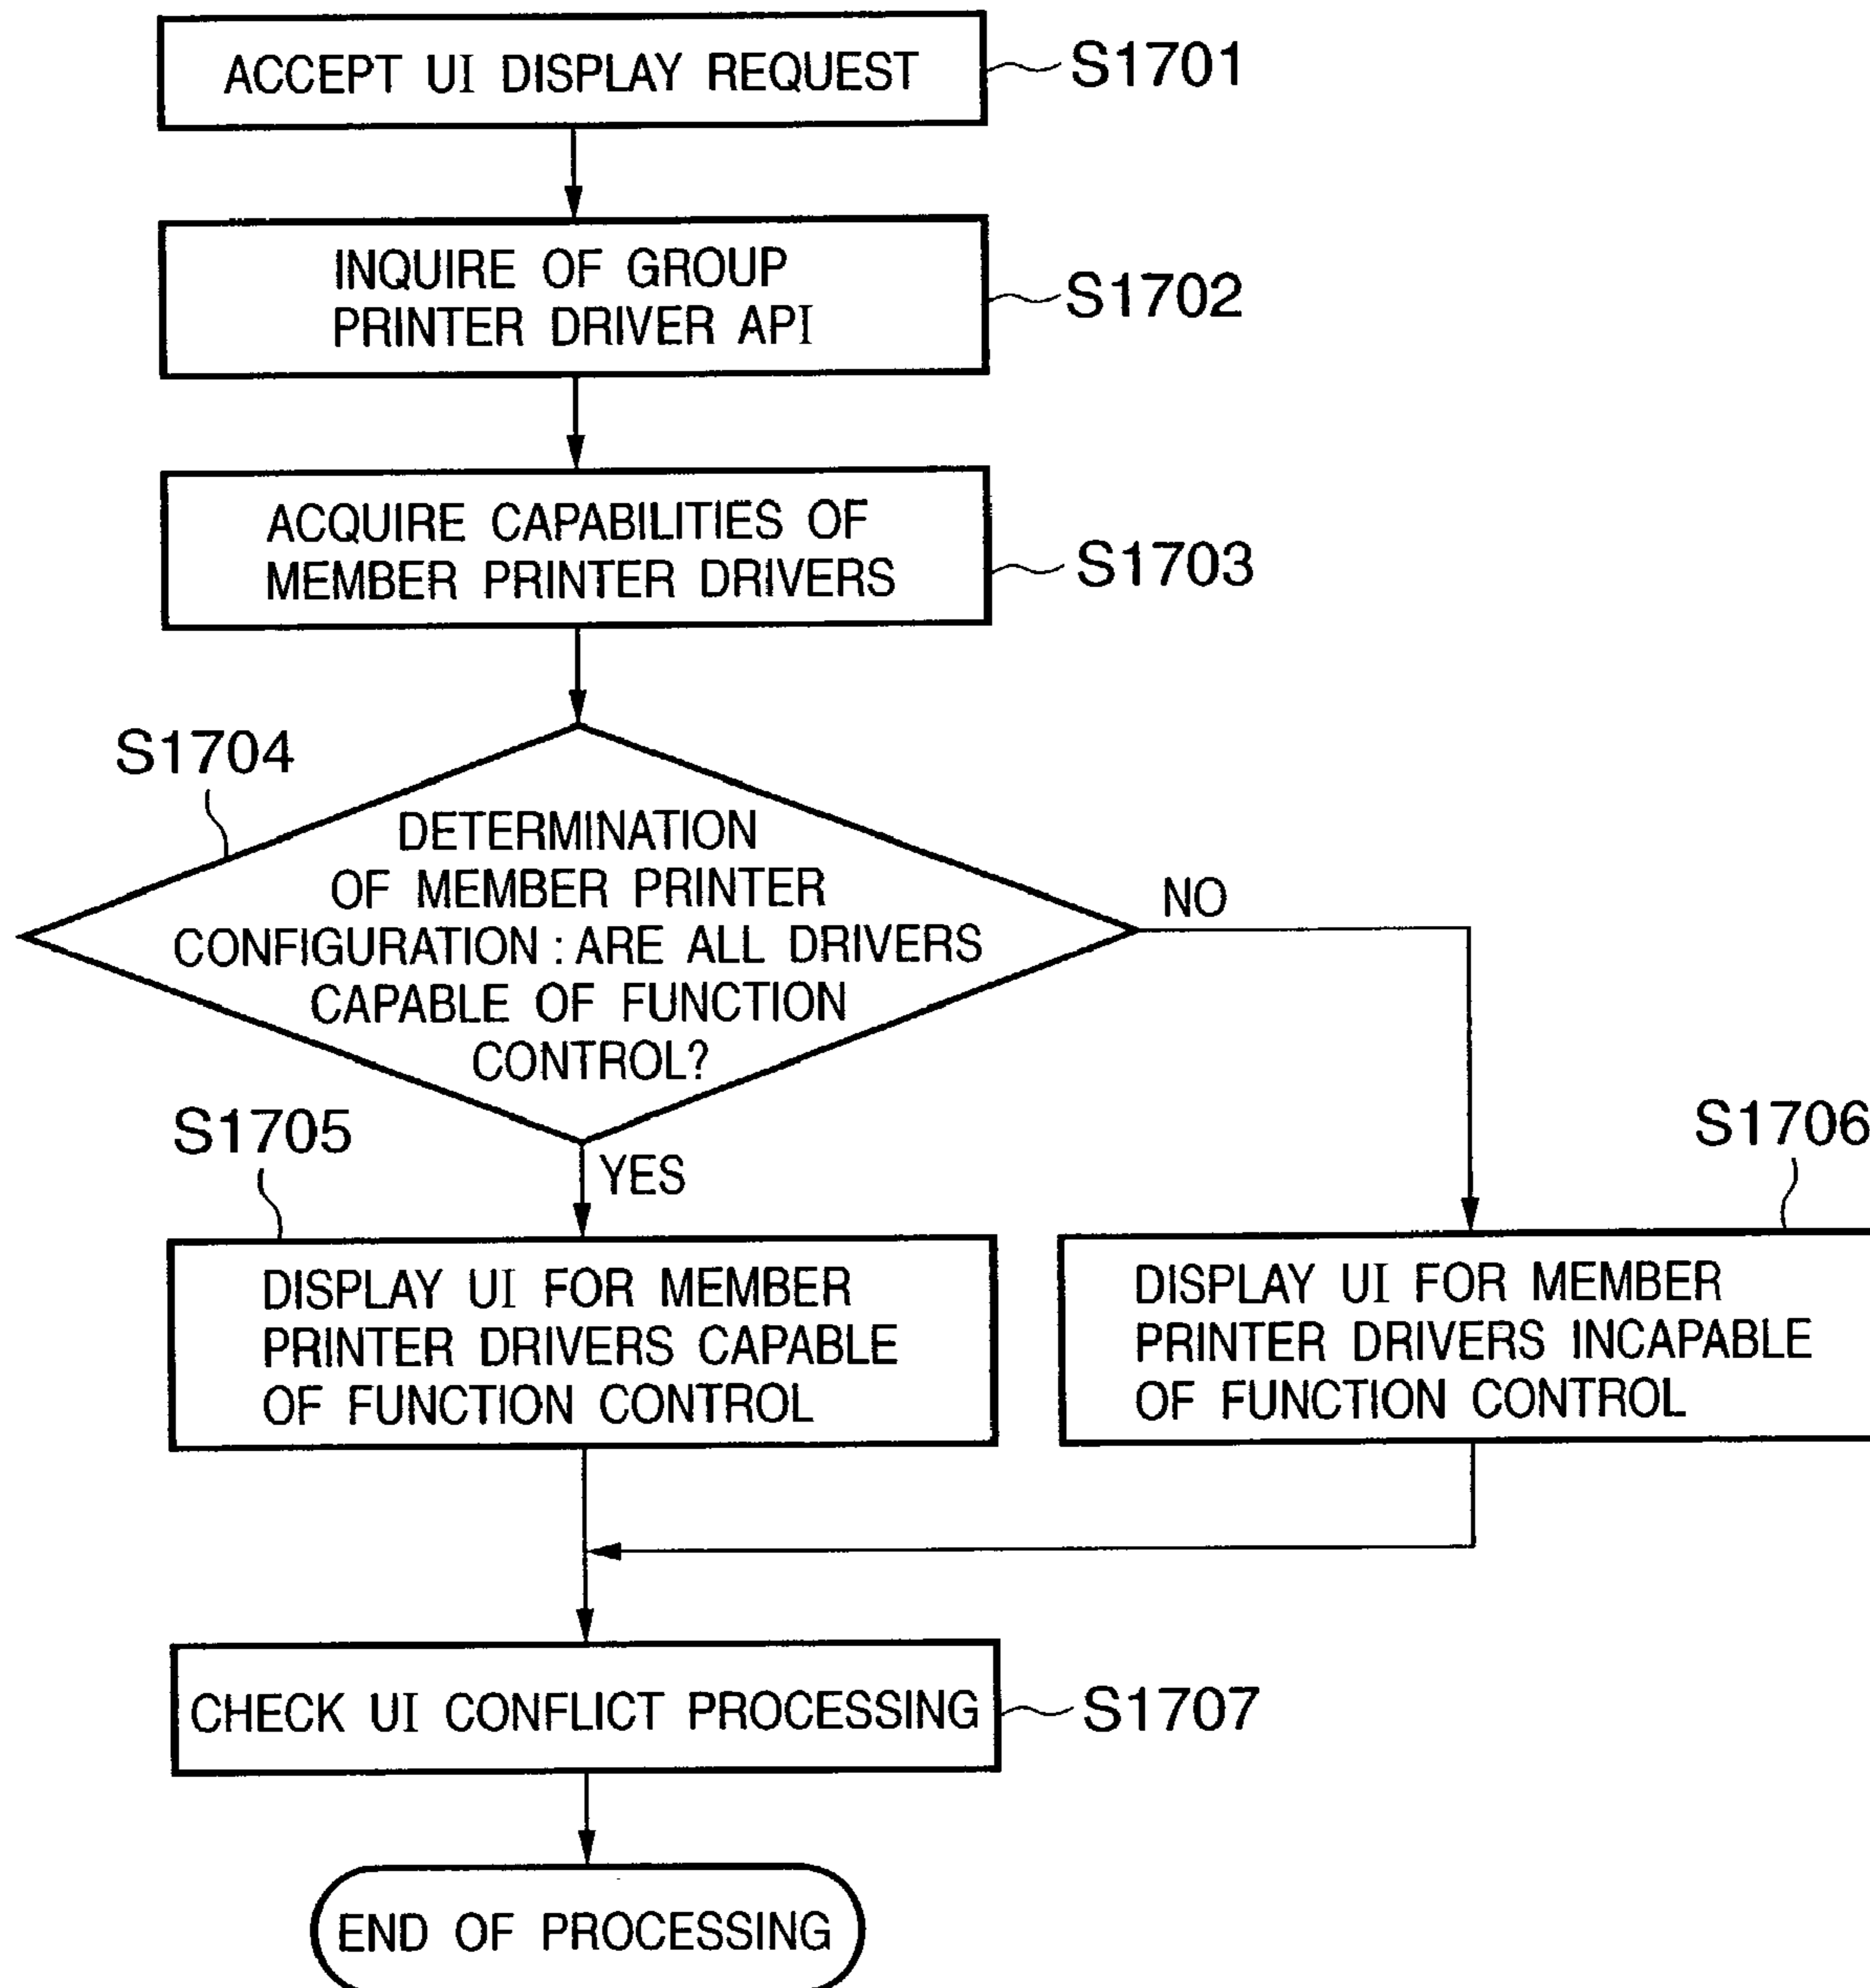 ACCEPT UI DISPLAY REQUEST
S1701
INQUIRE OF GROUP
PRINTER DRIVER API
S1702
ACQUIRE CAPABILITIES OF
MEMBER PRINTER DRIVERS
S1703
S1704
DETERMINATION
OF MEMBER PRINTER
CONFIGURATION : ARE ALL DRIVERS
CAPABLE OF FUNCTION
CONTROL?
NO
YES
S1705
DISPLAY UI FOR MEMBER
PRINTER DRIVERS CAPABLE
OF FUNCTION CONTROL
S1706
DISPLAY UI FOR MEMBER
PRINTER DRIVERS INCAPABLE
OF FUNCTION CONTROL
CHECK UI CONFLICT PROCESSING
S1707
END OF PROCESSING